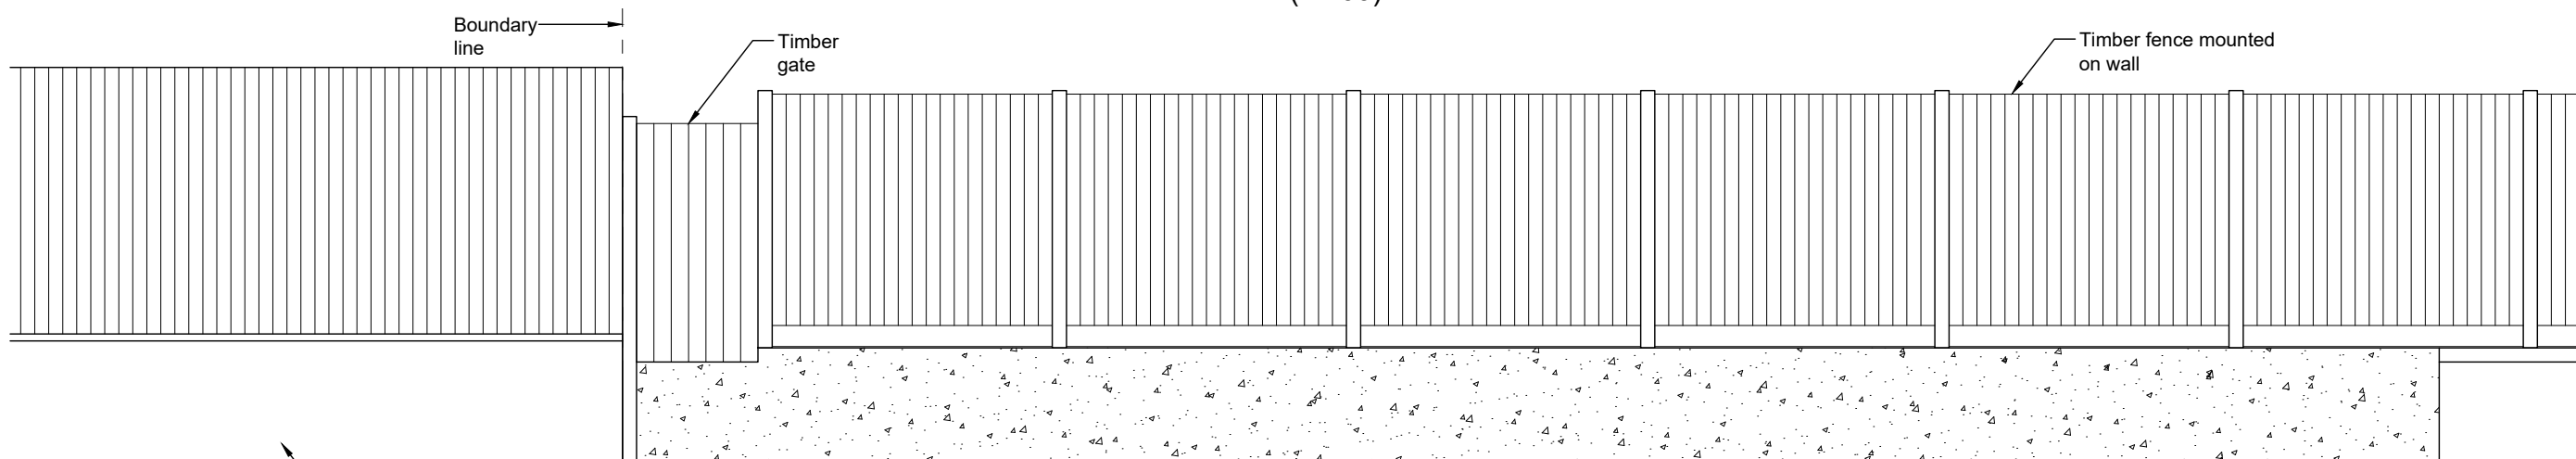 Boundary
line
Timber
gate
Timber fence mounted
on wall